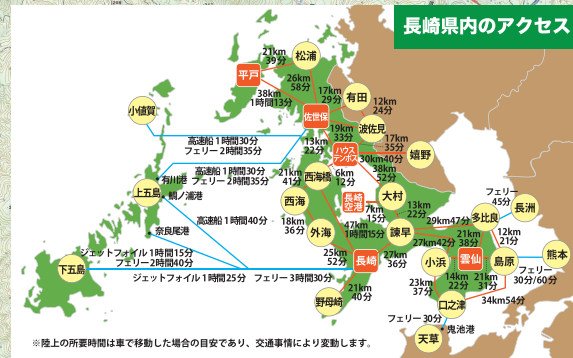 長崎県内のアクセス
松浦
21km
39分
平戸
26km
58分
17km
29分
38km
1時間13分
有田
12km
24分
佐世保
小値賀
波佐見
19km
33分
17km
35分
高速船1時間30分
フェリー2時間35分
13km
22分
ハウス
テンボス
30km40分
嬉野
高速船1時間30分
フェリー2時間35分
有川港
21km
41分
西海橋
6km
12分
38km
52分
上五島
鯛ノ浦港
西海
長崎
空港
大村
フェリー
45分
長洲
7km
15分
13km
22分
多比良
高速船1時間40分
18km
36分
外海
47km
1時間15分
諫早
29km47分
奈良尾港
27km42分
21km
38分
12km
21分
ジェットフォイル1時間15分
フェリー2時間40分
25km
52分
長崎
27km
36分
小浜
雲仙
島原
熊本
下五島
ジェットフォイル1時間25分
フェリー3時間30分
14km
22分
21km
31分
フェリー
30分/60分
23km
37分
野母崎
21km
40分
口之津
34km54分
フェリー30分
天草
鬼池港
※陸上の所要時間は車で移動した場合の目安であり、交通事情により変動します。